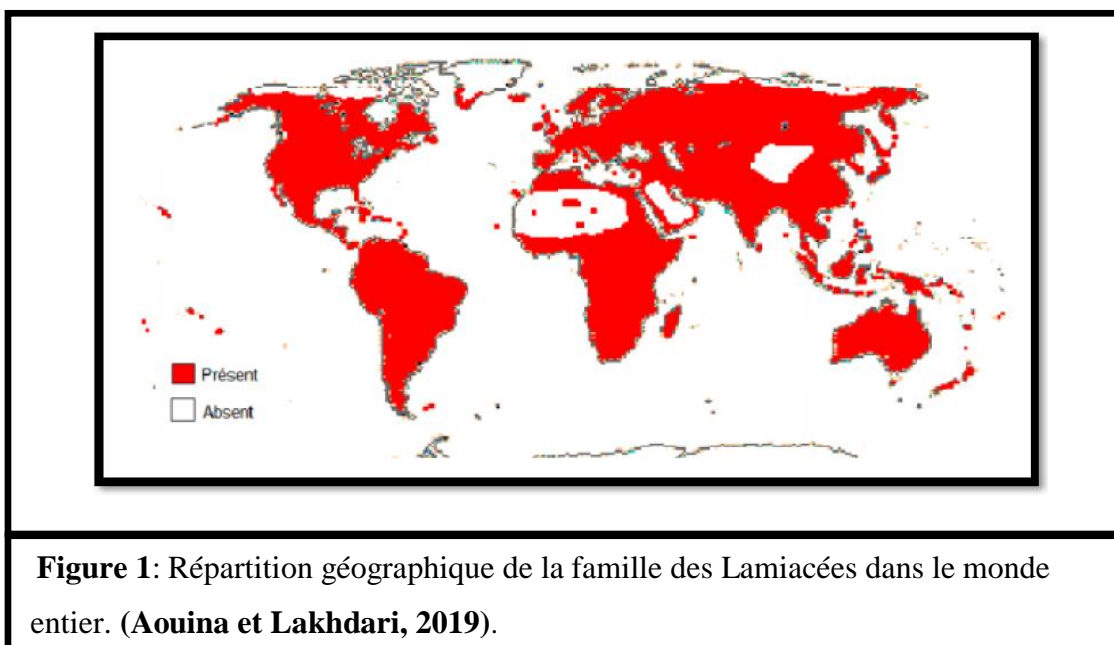 Présent
Absent
Figure 1: Répartition géographique de la famille des Lamiacées dans le monde
entier. (Aouina et Lakhdari, 2019).